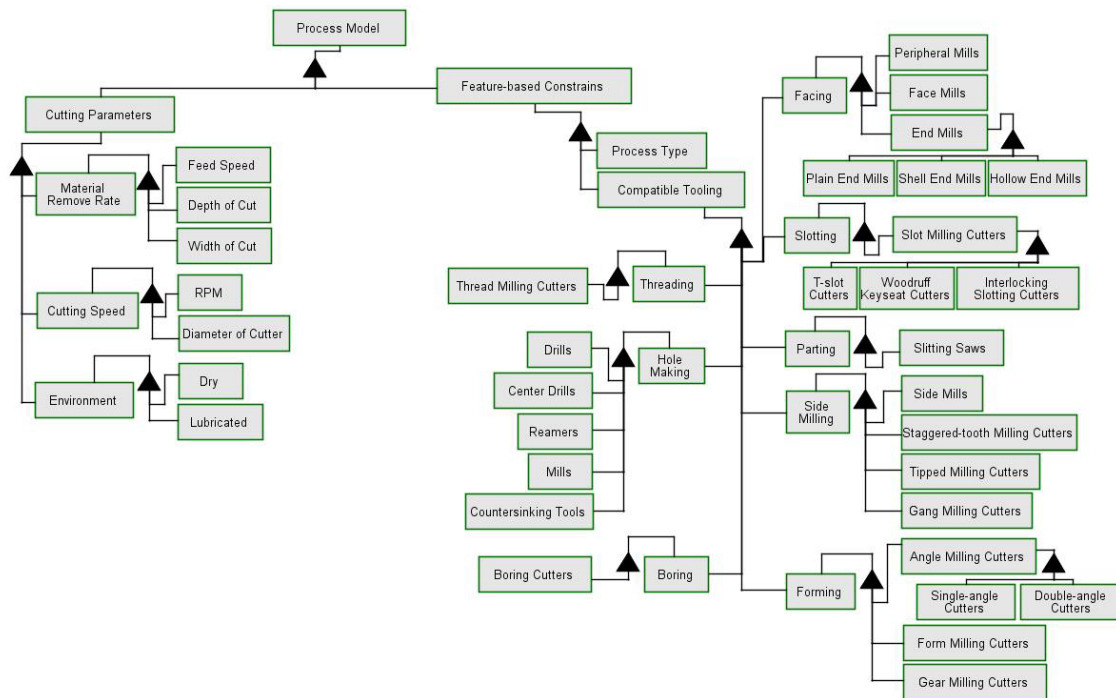 Process Model
Cutting Parameters
Material
Remove Rate
Feed Speed
Depth of Cut
Width of Cut
Cutting Speed
RPM
Diameter of Cutter
Environment
Dry
Lubricated
Feature-based Constrains
Process Type
Compatible Tooling
Threading
Thread Milling Cutters
Hole
Making
Drills
Center Drills
Reamers
Mills
Countersinking Tools
Boring
Boring Cutters
Facing
Peripheral Mills
Face Mills
End Mills
Plain End Mills
Shell End Mills
Hollow End Mills
Slotting
Slot Milling Cutters
T-slot
Cutters
Woodruff
Keyseat Cutters
Interlocking
Slotting Cutters
Parting
Slitting Saws
Side
Milling
Side Mills
Staggered-tooth Milling Cutters
Tipped Milling Cutters
Gang Milling Cutters
Forming
Angle Milling Cutters
Single-angle
Cutters
Double-angle
Cutters
Form Milling Cutters
Gear Milling Cutters